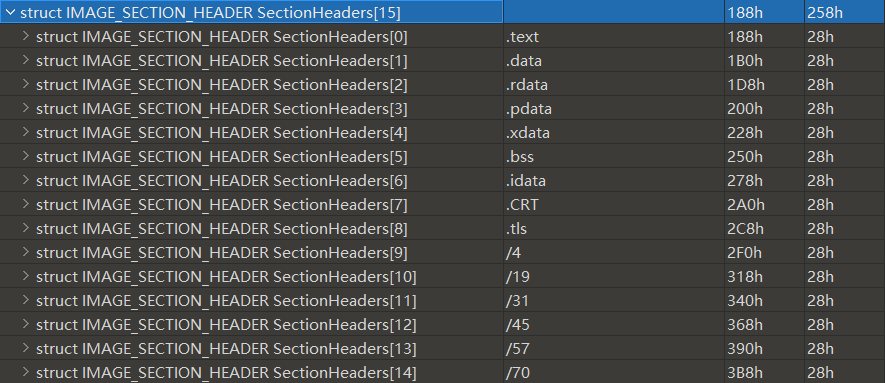 struct IMAGE_SECTION_HEADER SectionHeaders[15] 188h 258h
struct IMAGE_SECTION_HEADER SectionHeaders[0] .text 188h 28h
struct IMAGE_SECTION_HEADER SectionHeaders[1] .data 1B0h 28h
struct IMAGE_SECTION_HEADER SectionHeaders[2] .rdata 1D8h 28h
struct IMAGE_SECTION_HEADER SectionHeaders[3] .pdata 200h 28h
struct IMAGE_SECTION_HEADER SectionHeaders[4] .xdata 228h 28h
struct IMAGE_SECTION_HEADER SectionHeaders[5] .bss 250h 28h
struct IMAGE_SECTION_HEADER SectionHeaders[6] .idata 278h 28h
struct IMAGE_SECTION_HEADER SectionHeaders[7] .CRT 2A0h 28h
struct IMAGE_SECTION_HEADER SectionHeaders[8] .tls 2C8h 28h
struct IMAGE_SECTION_HEADER SectionHeaders[9] /4 2F0h 28h
struct IMAGE_SECTION_HEADER SectionHeaders[10] /19 318h 28h
struct IMAGE_SECTION_HEADER SectionHeaders[11] /31 340h 28h
struct IMAGE_SECTION_HEADER SectionHeaders[12] /45 368h 28h
struct IMAGE_SECTION_HEADER SectionHeaders[13] /57 390h 28h
struct IMAGE_SECTION_HEADER SectionHeaders[14] /70 3B8h 28h